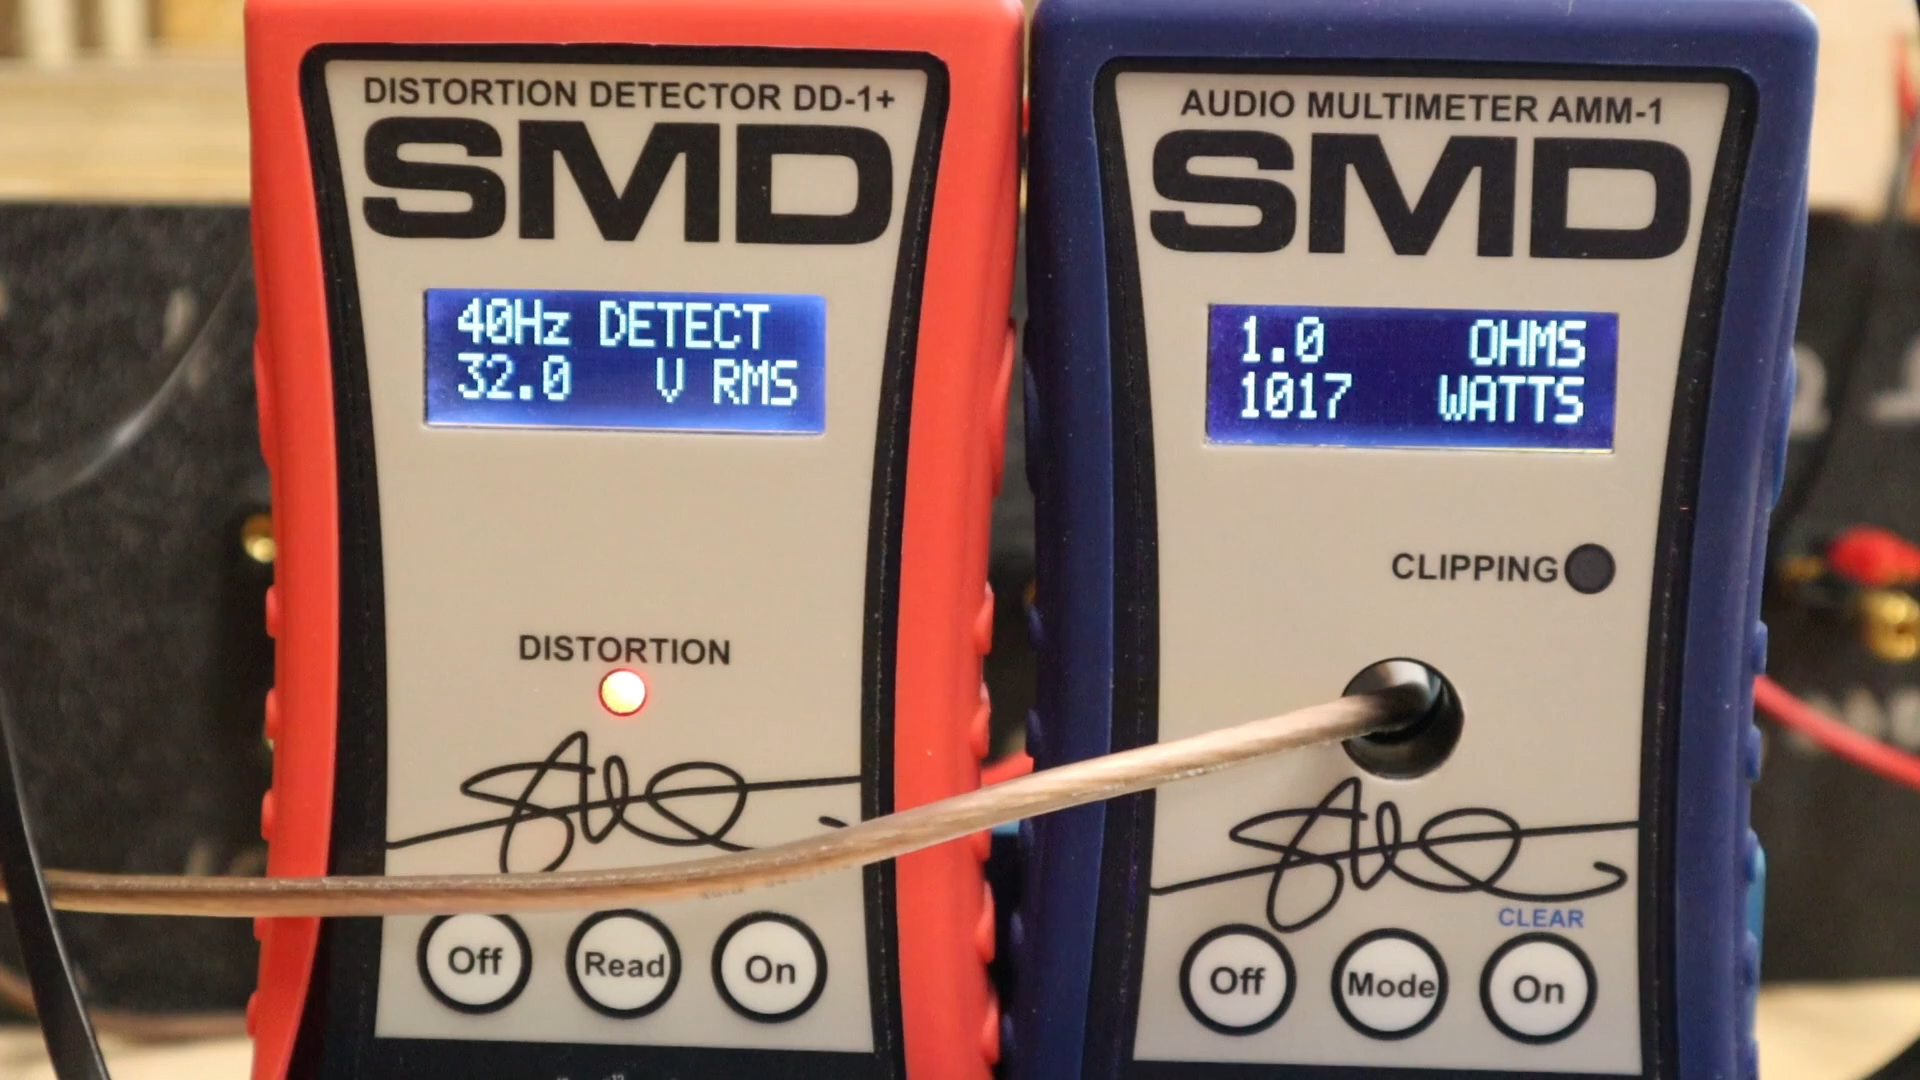 DISTORTION DETECTOR DD-1+
SMD
40Hz DETECT
32.0 V RMS
DISTORTION
Off
Read
On
AUDIO MULTIMETER AMM-1
SMD
1.0 OHMS
1017 WATTS
CLIPPING
CLEAR
Off
Mode
On